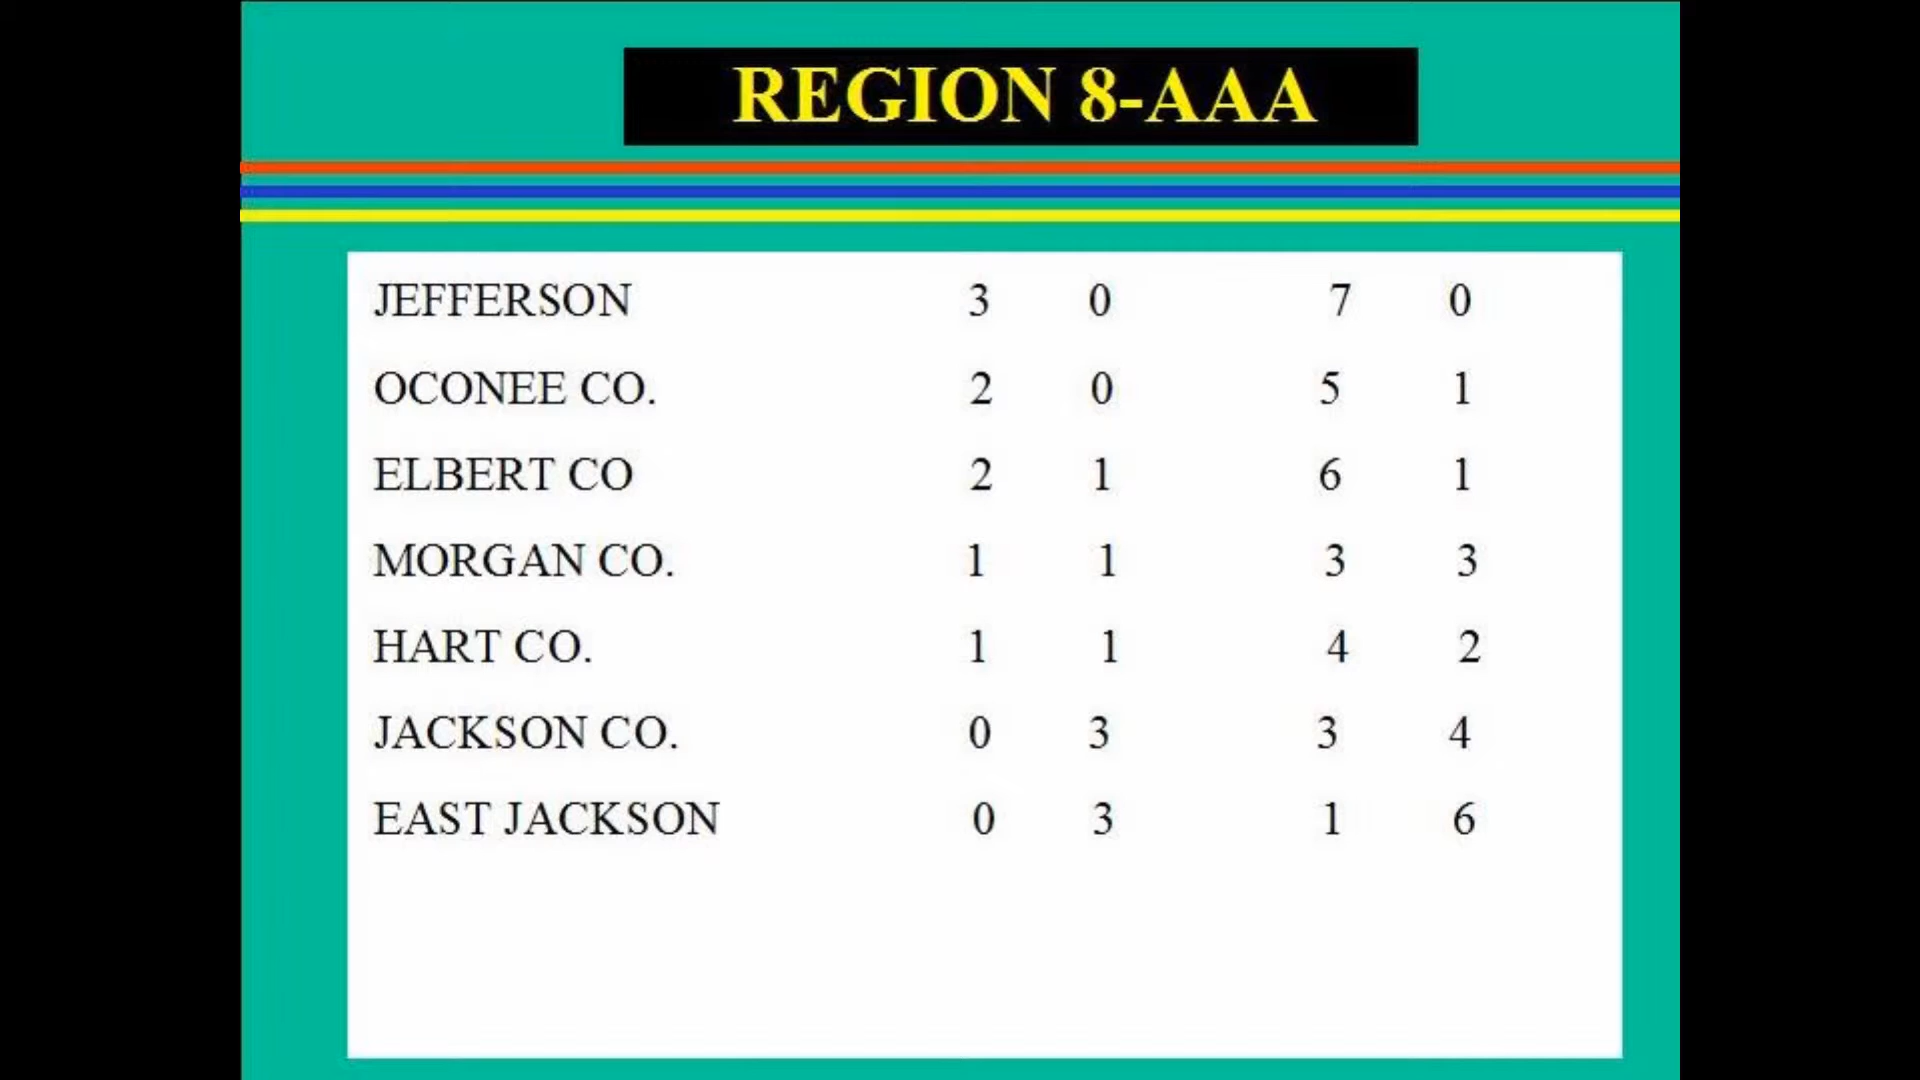 REGION 8-AAA
JEFFERSON 3 0 7 0
OCONEE CO. 2 0 5 1
ELBERT CO 2 1 6 1
MORGAN CO. 1 1 3 3
HART CO. 1 1 4 2
JACKSON CO. 0 3 3 4
EAST JACKSON 0 3 1 6